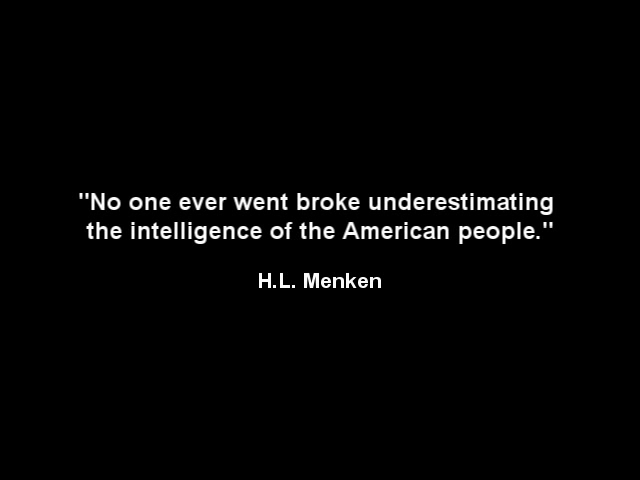 "No one ever went broke underestimating
the intelligence of the American people."
H.L. Menken